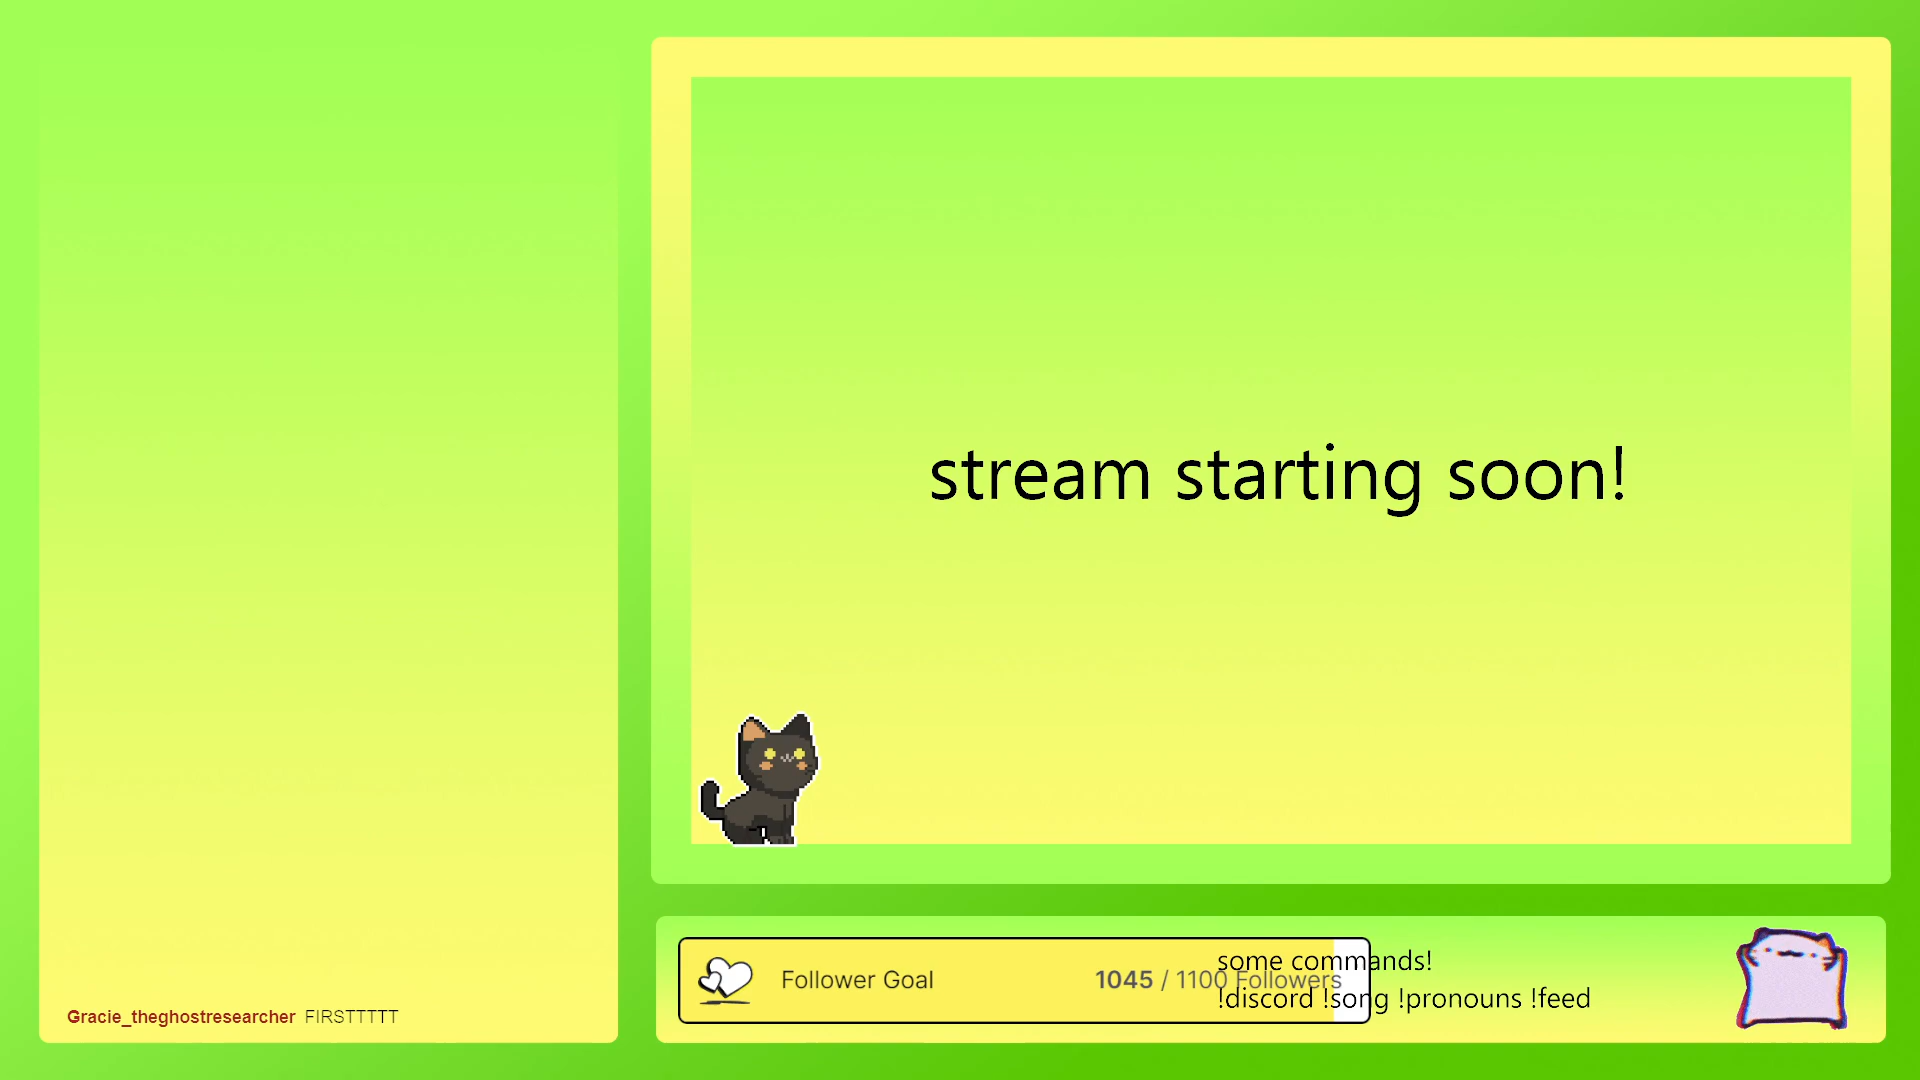 stream starting soon!
Gracie_theghostresearcher FIRSTTTTT
Follower Goal
1045 / 1100 Followers
some commands!
!discord !song !pronouns !feed